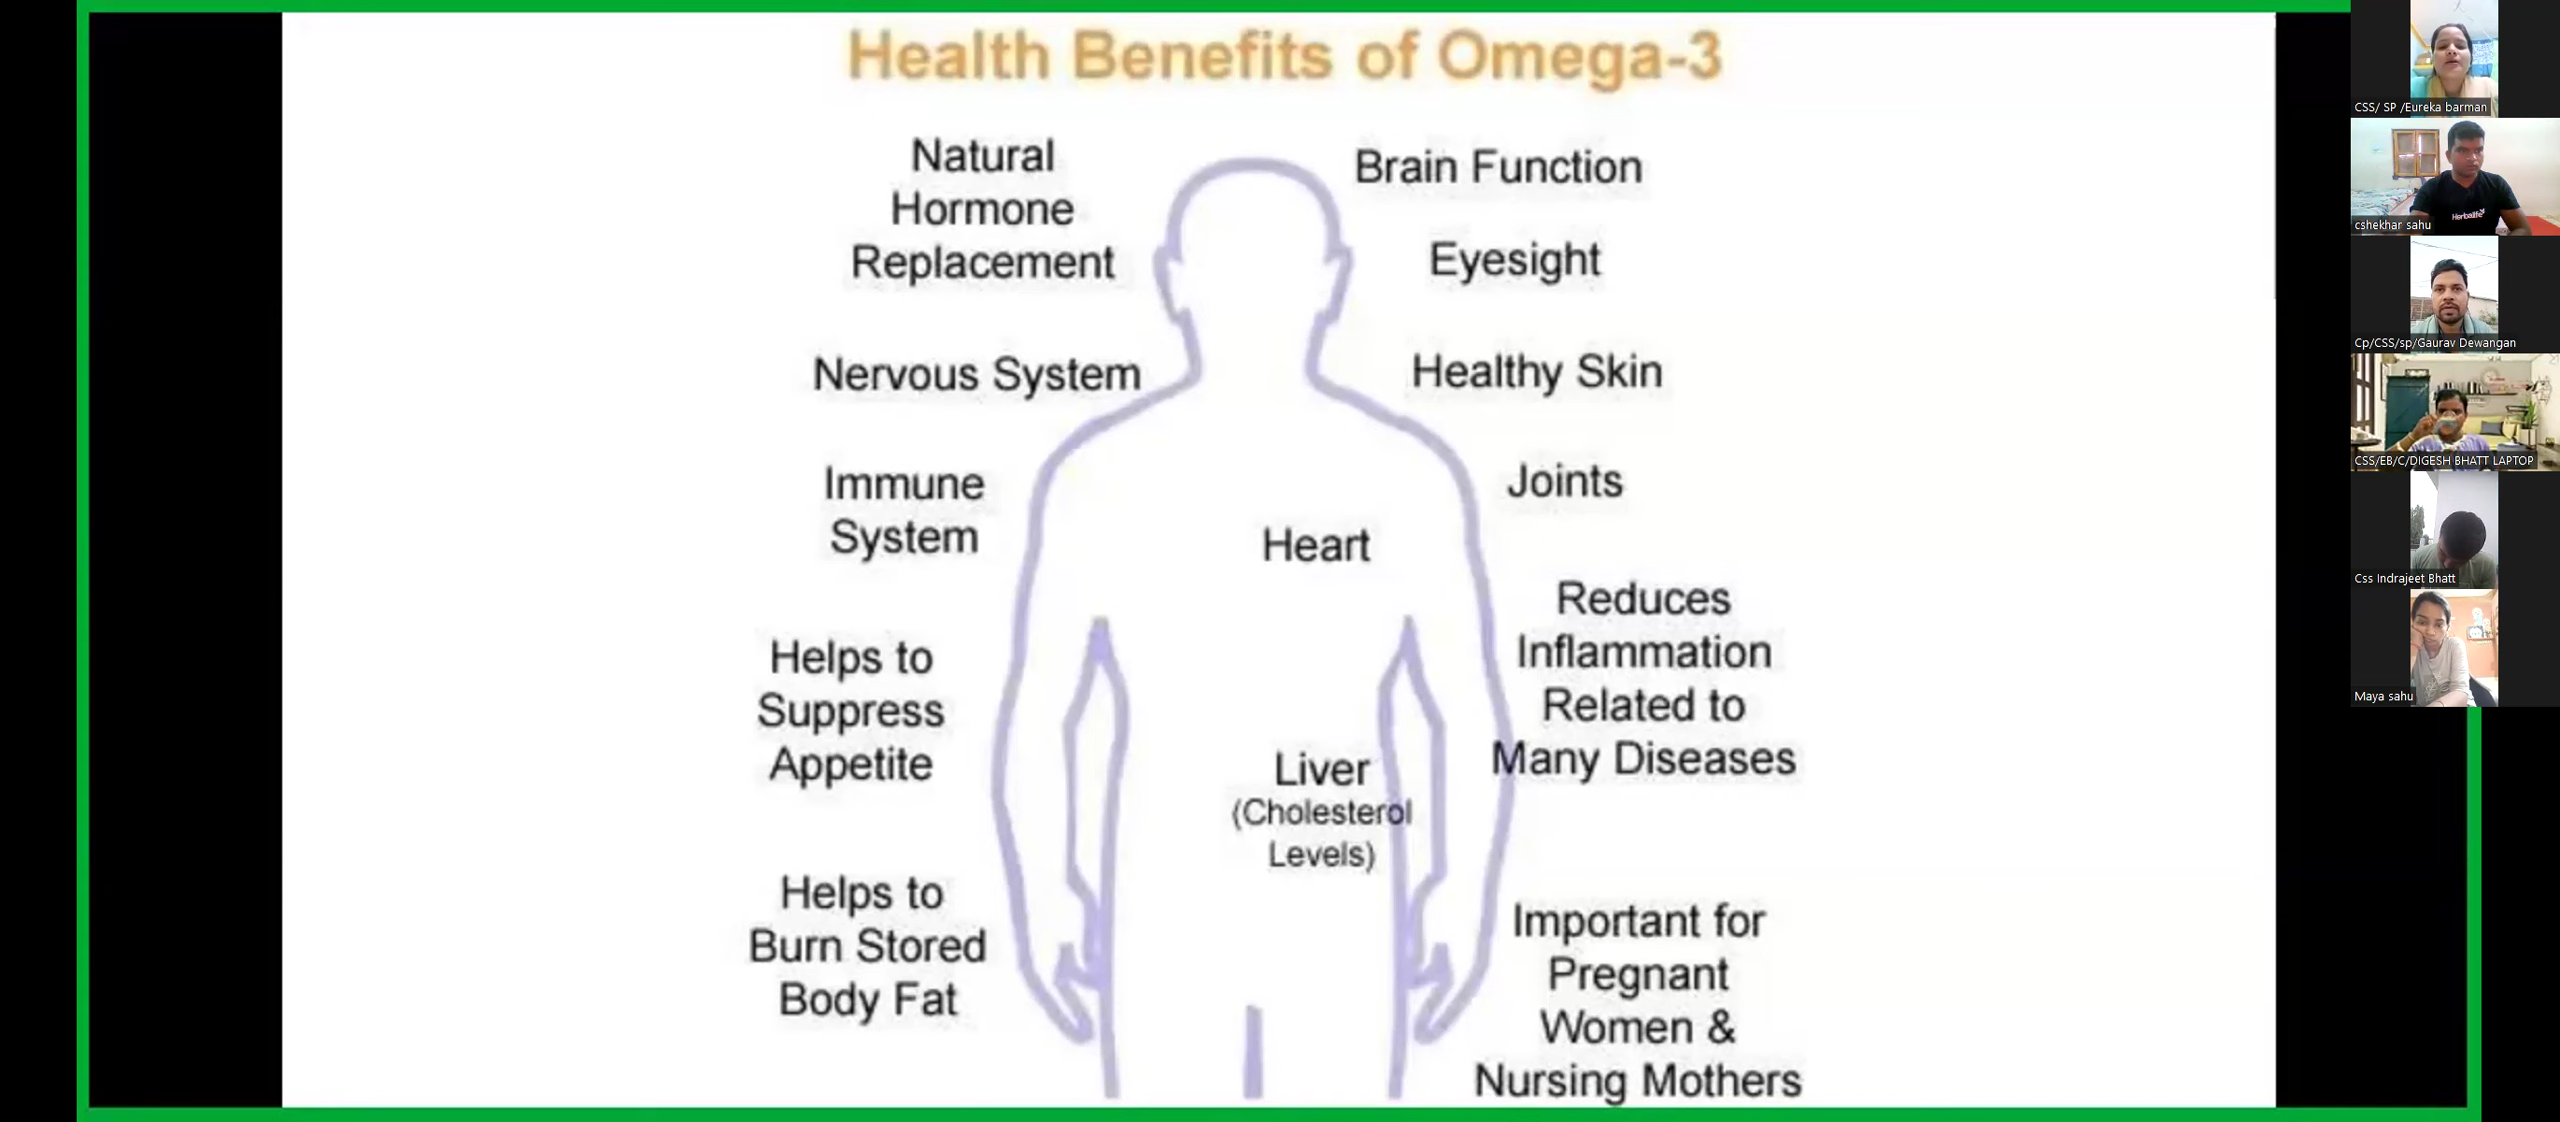 Health Benefits of Omega-3
Natural
Hormone
Replacement
Brain Function
Eyesight
Nervous System
Healthy Skin
Immune
System
Joints
Heart
Helps to
Suppress
Appetite
Reduces
Inflammation
Related to
Many Diseases
Liver
(Cholesterol
Levels)
Helps to
Burn Stored
Body Fat
Important for
Pregnant
Women &
Nursing Mothers
CSS/ SP /Eureka barman
Herbalife
cshekhar sahu
Cp/CSS/sp/Gaurav Dewangan
CSS/EB/C/DIGESH BHATT LAPTOP
Css Indrajeet Bhatt
Maya sahu